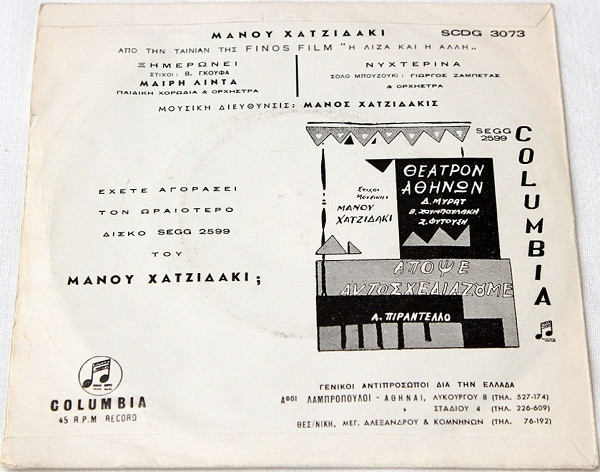 ΜΑΝΟΥ ΧΑΤΖΙΔΑΚΙ
SCDG 3073
ΑΠΟ ΤΗΝ ΤΑΙΝΙΑΝ ΤΗΣ FINOS FILM "Η ΛΙΖΑ ΚΑΙ Η ΑΛΛΗ,,
ΞΗΜΕΡΩΝΕΙ
ΣΤΙΧΟΙ: Β. ΓΚΟΥΦΑ
ΜΑΙΡΗ ΛΙΝΤΑ
ΠΑΙΔΙΚΗ ΧΟΡΩΔΙΑ & ΟΡΧΗΣΤΡΑ
ΝΥΧΤΕΡΙΝΑ
ΣΟΛΟ ΜΠΟΥΖΟΥΚΙ: ΓΙΩΡΓΟΣ ΖΑΜΠΕΤΑΣ
& ΟΡΧΗΣΤΡΑ
ΜΟΥΣΙΚΗ ΔΙΕΥΘΥΝΣΙΣ: ΜΑΝΟΣ ΧΑΤΖΙΔΑΚΙΣ
ΕΧΕΤΕ ΑΓΟΡΑΣΕΙ
ΤΟΝ ΩΡΑΙΟΤΕΡΟ
ΔΙΣΚΟ SEGG 2599
ΤΟΥ
ΜΑΝΟΥ ΧΑΤΖΙΔΑΚΙ;
SEGG
2599
COLUMBIA
ΘΕΑΤΡΟΝ
ΑΘΗΝΩΝ
Δ. ΜΥΡΑΤ
Β. ΖΟΥΜΠΟΥΛΑΚΗ
Ζ. ΦΥΤΟΥΣΗ
Στίχοι
Μουσική:
ΜΑΝΟΥ
ΧΑΤΖΙΔΑΚΙ
ΑΠΟΨΕ
ΑΥΤΟΣΧΕΔΙΑΖΟΜΕ
Λ. ΠΙΡΑΝΤΕΛΛΟ
COLUMBIA
45 R.P.M RECORD
ΓΕΝΙΚΟΙ ΑΝΤΙΠΡΟΣΩΠΟΙ ΔΙΑ ΤΗΝ ΕΛΛΑΔΑ
ΑΦΟΙ ΛΑΜΠΡΟΠΟΥΛΟΙ - ΑΘΗΝΑΙ, ΛΥΚΟΥΡΓΟΥ 8 (ΤΗΛ. 527-174)
» ΣΤΑΔΙΟΥ 4 (ΤΗΛ. 226-609)
ΘΕΣ/ΝΙΚΗ, ΜΕΓ. ΑΛΕΞΑΝΔΡΟΥ & ΚΟΜΝΗΝΩΝ (ΤΗΛ. 76-192)